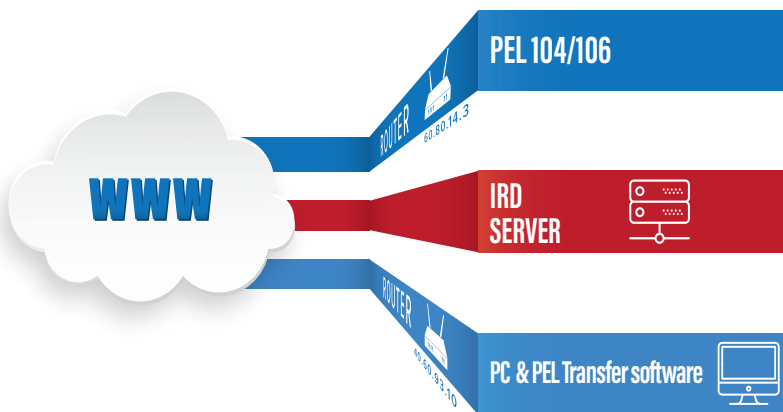 WWW
PEL 104/106
ROUTER
60.80.14.3
IRD
SERVER
ROUTER
40.60.93.10
PC & PEL Transfer software